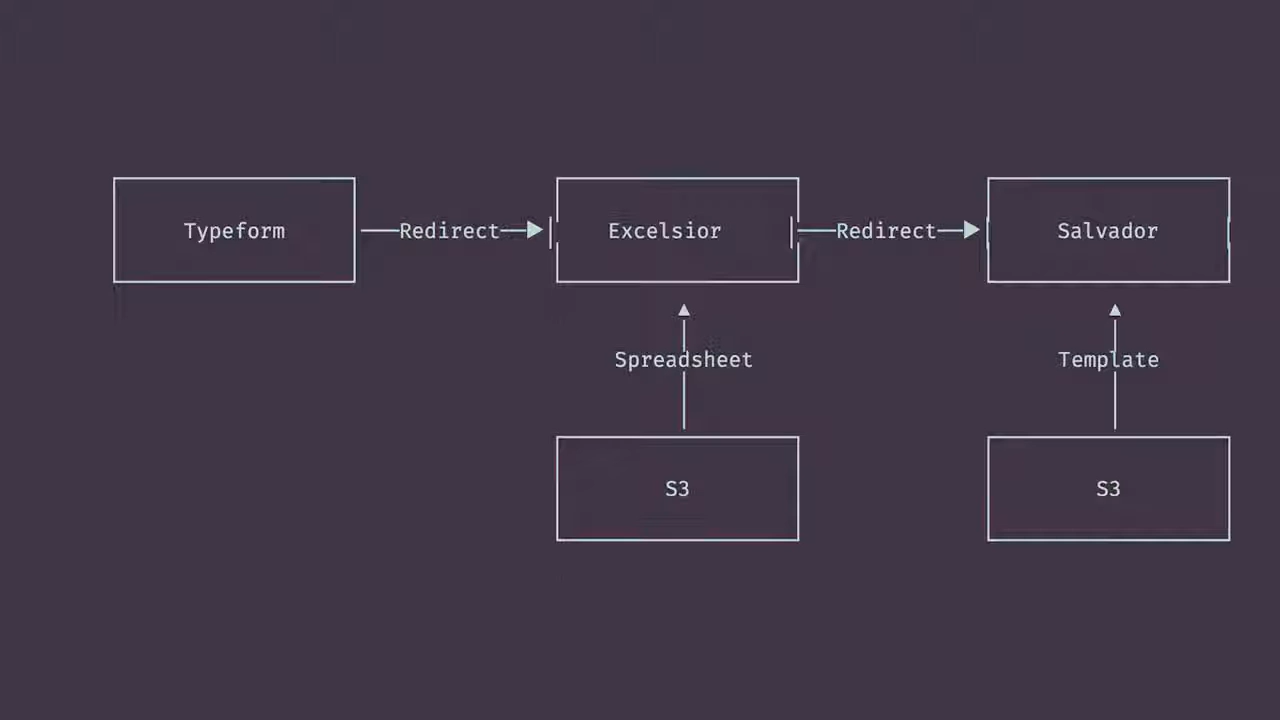 Typeform
Redirect
Excelsior
Redirect
Salvador
Spreadsheet
Template
S3
S3